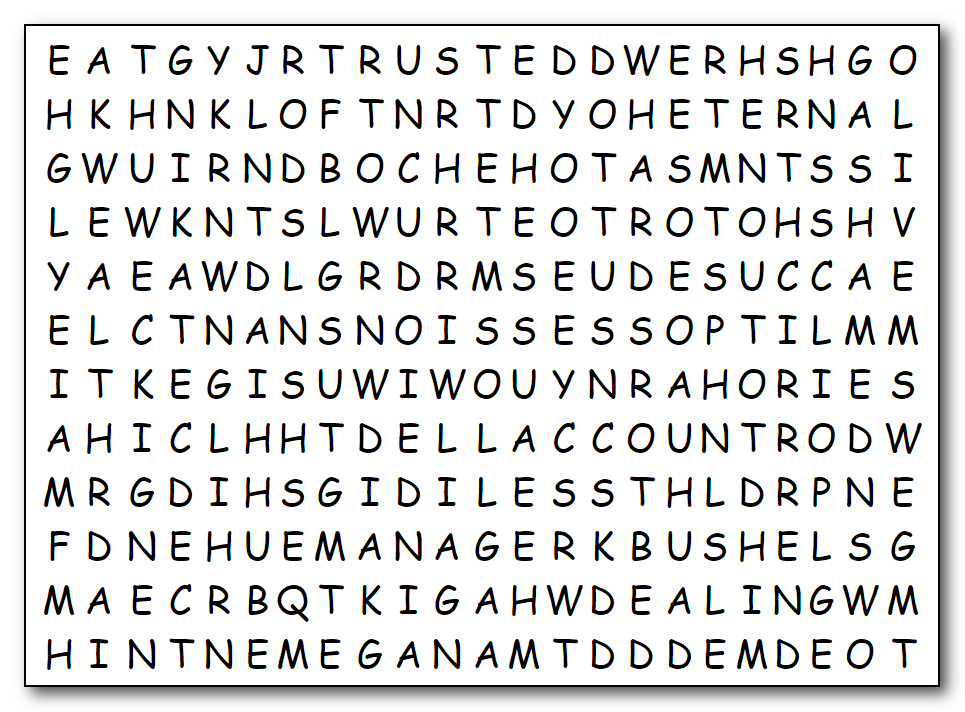 E A T G Y J R T R U S T E D D W E R H S H G O
H K H N K L O F T N R T D Y O H E T E R N A L
G W U I R N D B O C H E H O T A S M N T S S I
L E W K N T S L W U R T E O T R O T O H S H V
Y A E A W D L G R D R M S E U D E S U C C A E
E L C T N A N S N O I S S E S S O P T I L M M
I T K E G I S U W I W O U Y N R A H O R I E S
A H I C L H H T D E L L A C C O U N T R O D W
M R G D I H S G I D I L E S S T H L D R P N E
F D N E H U E M A N A G E R K B U S H E L S G
M A E C R B Q T K I G A H W D E A L I N G W M
H I N T N E M E G A N A M T D D D E M D E O T